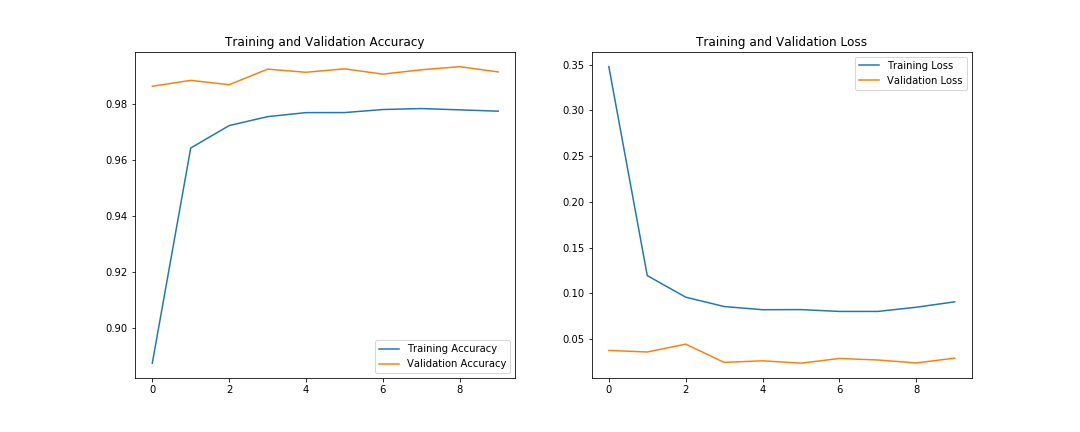 Training and Validation Accuracy
0.98
0.96
0.94
0.92
0.90
Training Accuracy
Validation Accuracy
0 2 4 6 8
Training and Validation Loss
Training Loss
Validation Loss
0.35
0.30
0.25
0.20
0.15
0.10
0.05
0 2 4 6 8